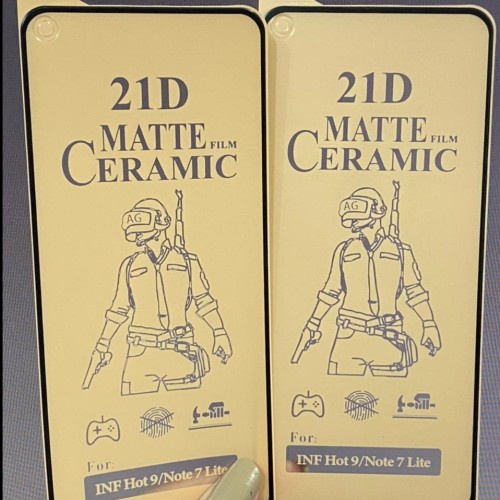 21D
MATTE FILM
CERAMIC
AG
For:
INF Hot 9/Note 7 Lite
21D
MATTE FILM
CERAMIC
AG
For:
INF Hot 9/Note 7 Lite